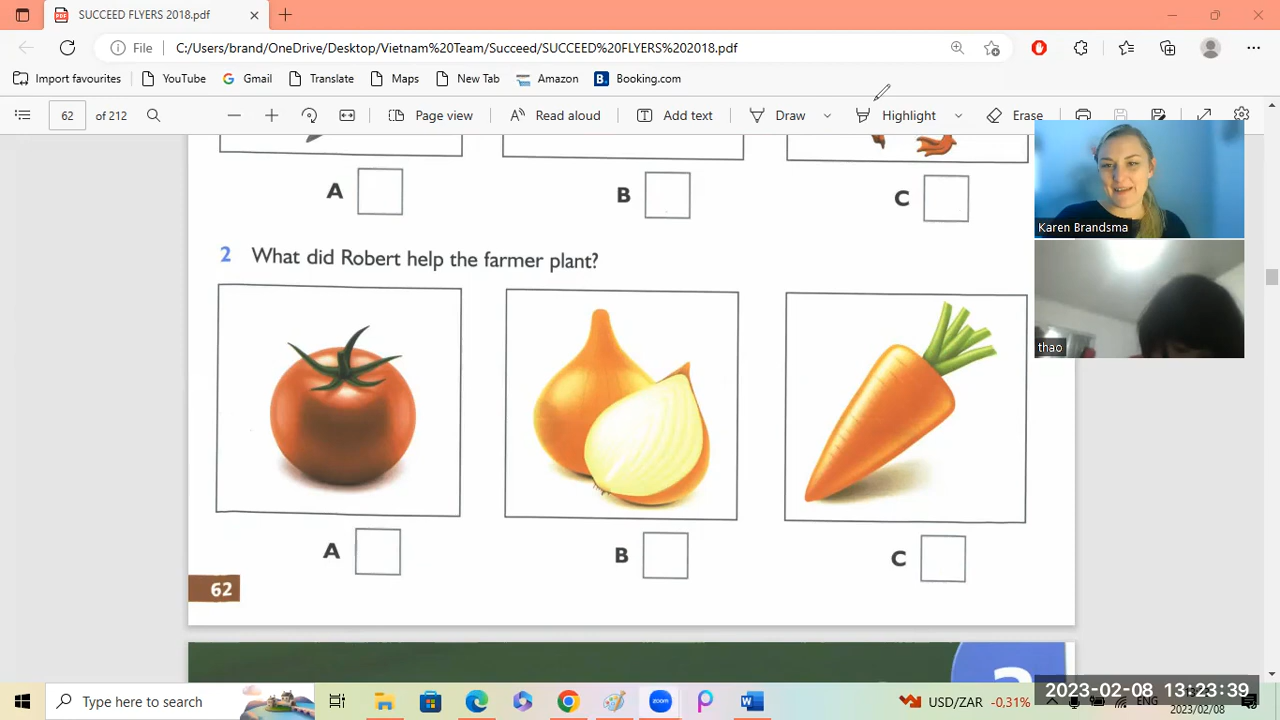 SUCCEED FLYERS 2018.pdf
File C:/Users/brand/OneDrive/Desktop/Vietnam%20Team/Succeed/SUCCEED%20FLYERS%202018.pdf
Import favourites YouTube Gmail Translate Maps New Tab Amazon B. Booking.com
62 of 212 Page view Read aloud Add text Draw Highlight Erase
A B C
Karen Brandsma
2 What did Robert help the farmer plant?
thao
A B C
62
Type here to search zoom USD/ZAR -0,31% ENG
2023-02-08 13:23:39
2023/02/08